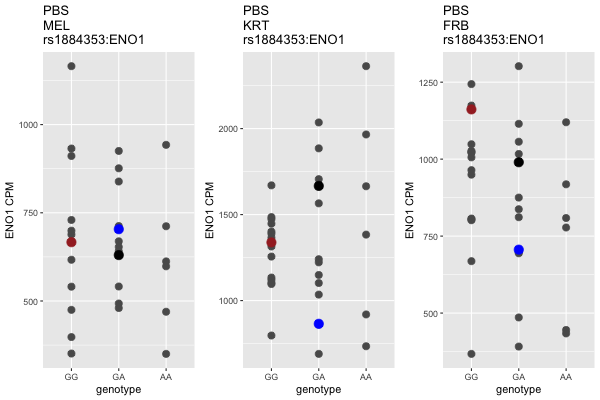 PBS
MEL
rs1884353:ENO1
ENO1 CPM
1000
750
500
GG GA AA
genotype
PBS
KRT
rs1884353:ENO1
ENO1 CPM
2000
1500
1000
GG GA AA
genotype
PBS
FRB
rs1884353:ENO1
ENO1 CPM
1250
1000
750
500
GG GA AA
genotype